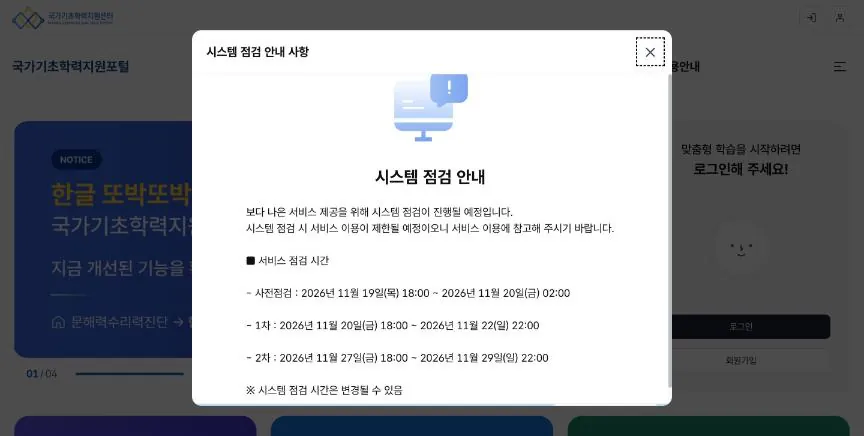 국가기초학력지원센터
시스템 점검 안내 사항
국가기초학력지원포털
용안내
!
시스템 점검 안내
보다 나은 서비스 제공을 위해 시스템 점검이 진행될 예정입니다.
시스템 점검 시 서비스 이용이 제한될 예정이오니 서비스 이용에 참고해 주시기 바랍니다.
■ 서비스 점검 시간
- 사전점검 : 2026년 11월 19일(목) 18:00 ~ 2026년 11월 20일(금) 02:00
- 1차 : 2026년 11월 20일(금) 18:00 ~ 2026년 11월 22(일) 22:00
- 2차 : 2026년 11월 27일(금) 18:00 ~ 2026년 11월 29일(일) 22:00
※ 시스템 점검 시간은 변경될 수 있음
NOTICE
한글 또박또박
국가기초학력지원
지금 개선된 기능을
문해력수리력진단 →
01 / 04
맞춤형 학습을 시작하려면
로그인해 주세요!
로그인
회원가입